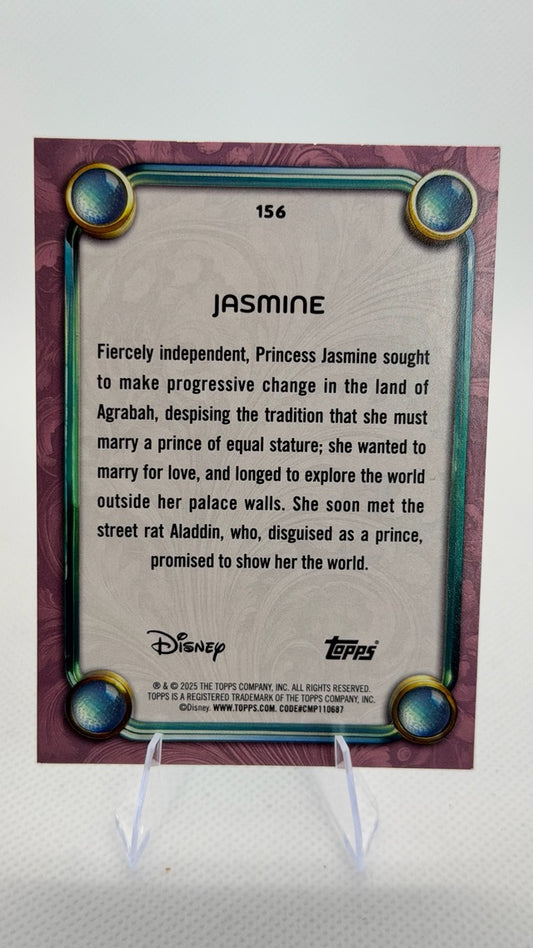 156
JASMINE
Fiercely independent, Princess Jasmine sought
to make progressive change in the land of
Agrabah, despising the tradition that she must
marry a prince of equal stature; she wanted to
marry for love, and longed to explore the world
outside her palace walls. She soon met the
street rat Aladdin, who, disguised as a prince,
promised to show her the world.
Disney topps®
® & © 2025 THE TOPPS COMPANY, INC. ALL RIGHTS RESERVED.
TOPPS IS A REGISTERED TRADEMARK OF THE TOPPS COMPANY, INC.
©Disney. WWW.TOPPS.COM. CODE#CMP110687